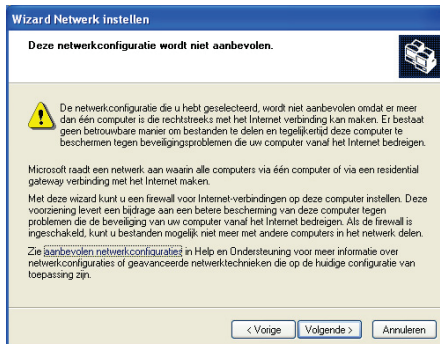 Wizard Netwerk instellen
Deze netwerkconfiguratie wordt niet aanbevolen.
De netwerkconfiguratie die u hebt geselecteerd, wordt niet aanbevolen omdat er meer
dan één computer is die rechtstreeks met het Internet verbinding kan maken. Er bestaat
geen betrouwbare manier om bestanden te delen en tegelijkertijd deze computer te
beschermen tegen beveiligingsproblemen die uw computer vanaf het Internet bedreigen.
Microsoft raadt een netwerk aan waarin alle computers via één computer of via een residential
gateway verbinding met het Internet maken.
Met deze wizard kunt u een firewall voor Internet-verbindingen op deze computer instellen. Deze
voorziening levert een bijdrage aan een betere bescherming van deze computer tegen
problemen die de beveiliging van uw computer vanaf het Internet bedreigen. Als de firewall is
ingeschakeld, kunt u bestanden mogelijk niet meer met andere computers in het netwerk delen.
Zie aanbevolen netwerkconfiguraties in Help en Ondersteuning voor meer informatie over
netwerkconfiguraties of geavanceerde netwerktechnieken die op de huidige configuratie van
toepassing zijn.
< Vorige Volgende > Annuleren